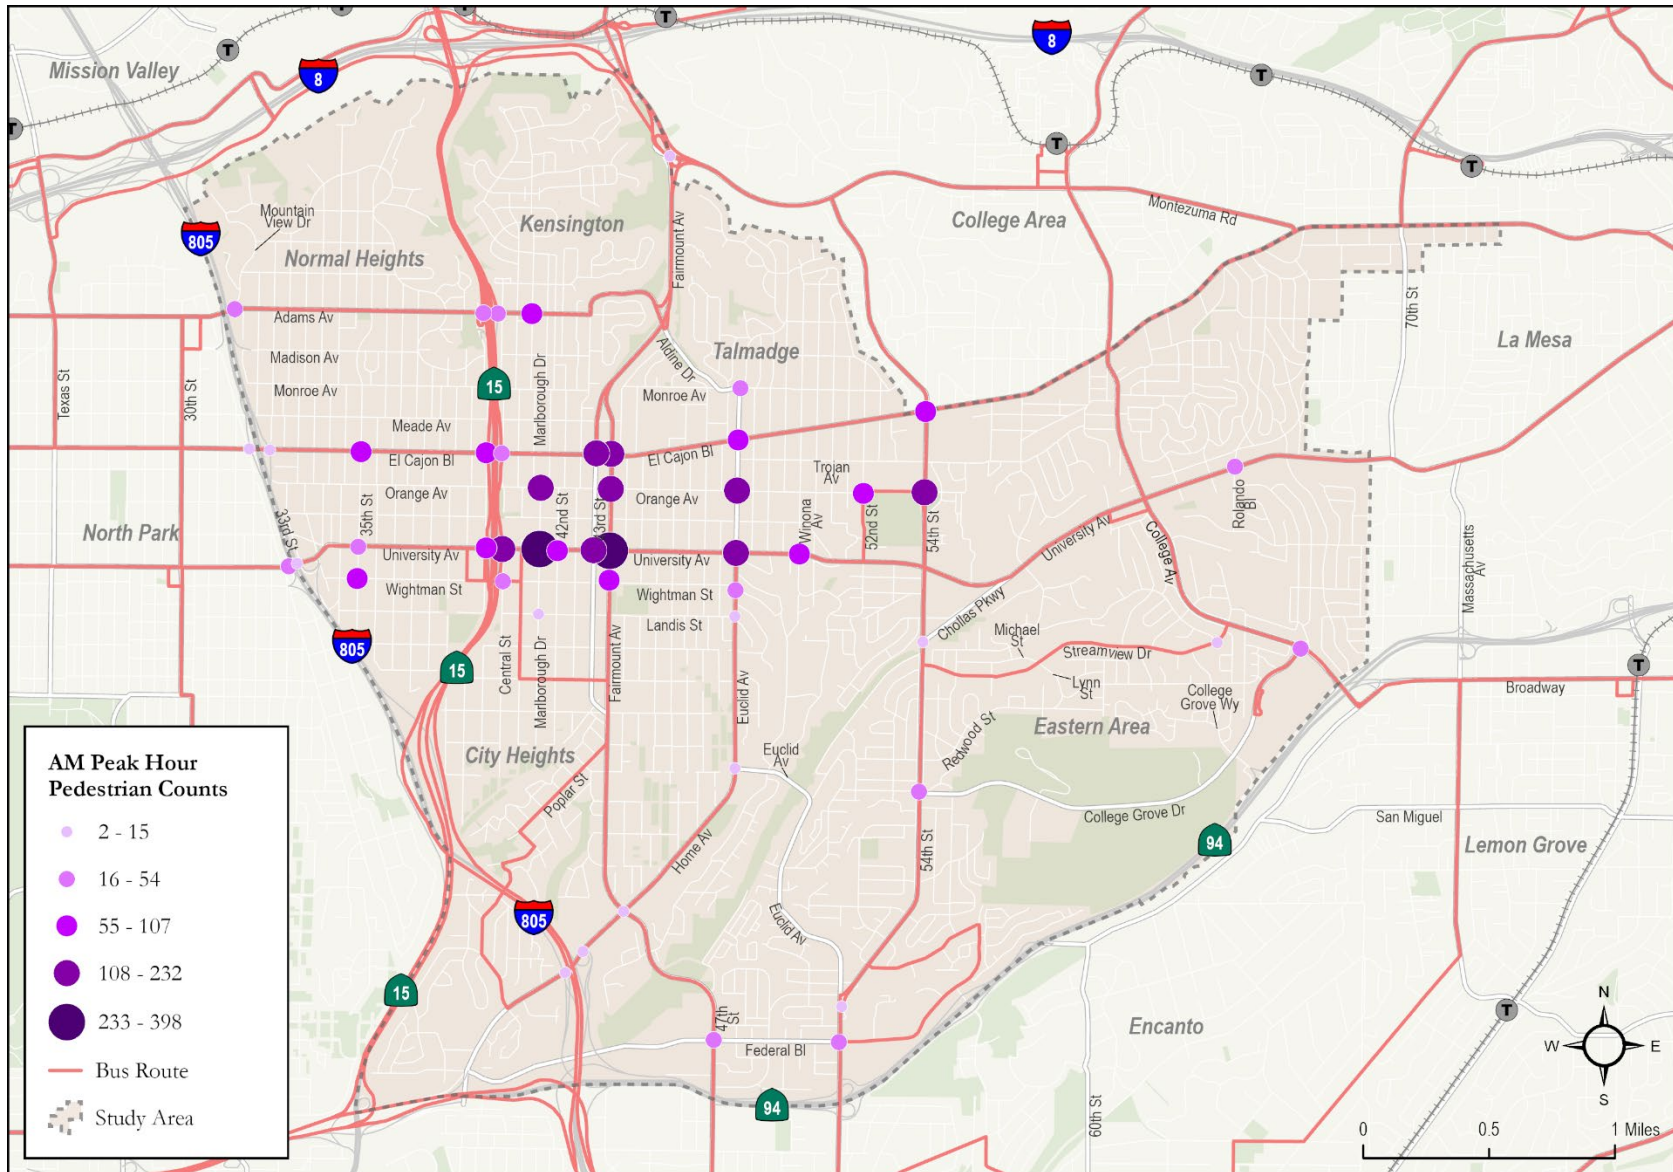 T
T
T
8
Mission Valley
8
T
T
T
T
Mountain
View Dr
805
Kensington
Fairmount Av
College Area
Montezuma Rd
Normal Heights
Adams Av
Talmadge
70th St
La Mesa
Texas St
30th St
Madison Av
Aldine Dr
15
Marlborough Dr
Monroe Av
Monroe Av
Meade Av
El Cajon Bl
El Cajon Bl
Trojan
Av
Orange Av
Orange Av
Rolando
Bl
North Park
33rd St
35th St
42nd St
43rd St
Winona
Av
52nd St
54th St
University Av
University Av
University Av
College Av
Massachusetts
Av
Wightman St
Wightman St
Chollas Pkwy
Landis St
Michael
St
Streamview Dr
805
15
Central St
Marlborough Dr
Fairmount Av
Euclid Av
Lynn
St
College
Grove Wy
Broadway
T
Redwood St
Eastern Area
City Heights
Euclid
Av
Poplar St
College Grove Dr
San Miguel
94
Lemon Grove
Home Av
54th St
805
Euclid Av
15
47th
St
Federal Bl
Encanto
T
94
60th St
AM Peak Hour
Pedestrian Counts
2 - 15
16 - 54
55 - 107
108 - 232
233 - 398
Bus Route
Study Area
N
W
E
S
0
0.5
1 Miles